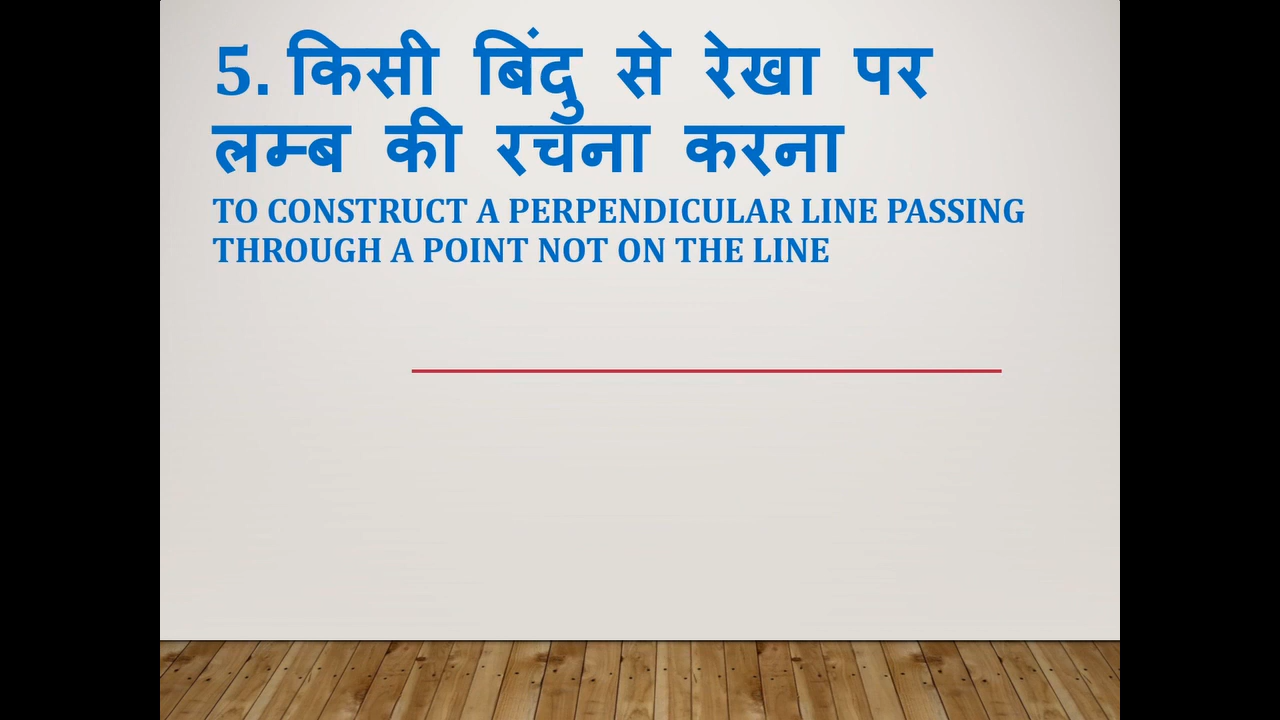 5. किसी बिंदु से रेखा पर
लम्ब की रचना करना
TO CONSTRUCT A PERPENDICULAR LINE PASSING
THROUGH A POINT NOT ON THE LINE